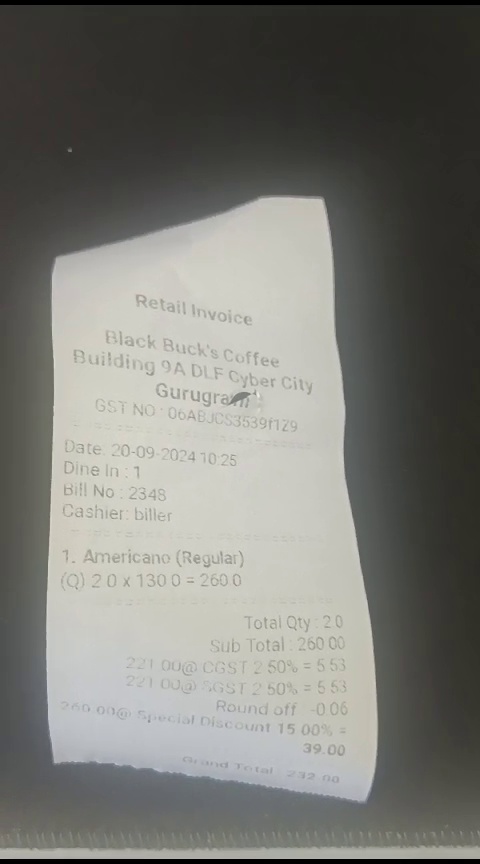 Retail Invoice
Black Buck's Coffee
Building 9A DLF Cyber City
Gurugram
GST NO : 06ABJCS3539f1Z9
Date: 20-09-2024 10:25
Dine In : 1
Bill No : 2348
Cashier: biller
1. Americano (Regular)
(Q) 2.0 x 130.0 = 260.0
Total Qty : 2.0
Sub Total : 260.00
221.00@ CGST 2.50% = 5.53
221.00@ SGST 2.50% = 5.53
Round off -0.06
260.00@ Special Discount 15.00% =
39.00
Grand Total 232.00